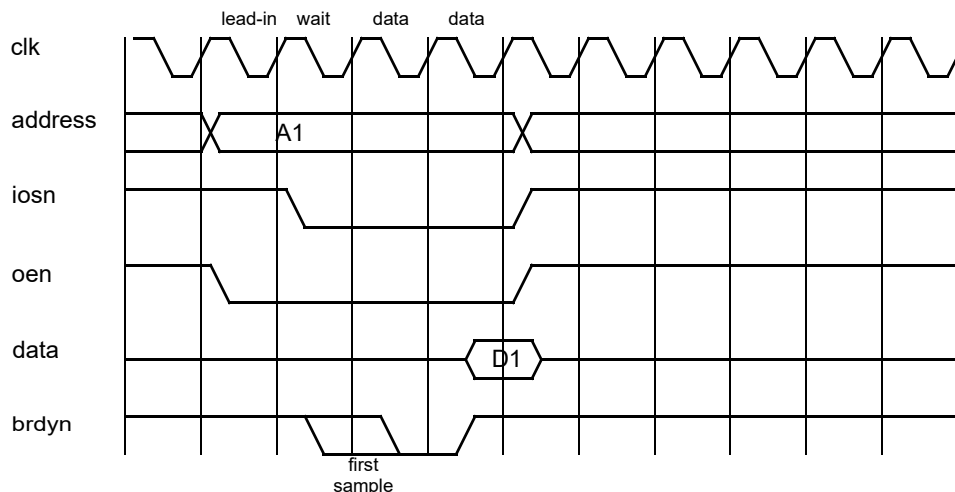 lead-in wait data data
clk
address
A1
iosn
oen
data
D1
brdyn
first
sample